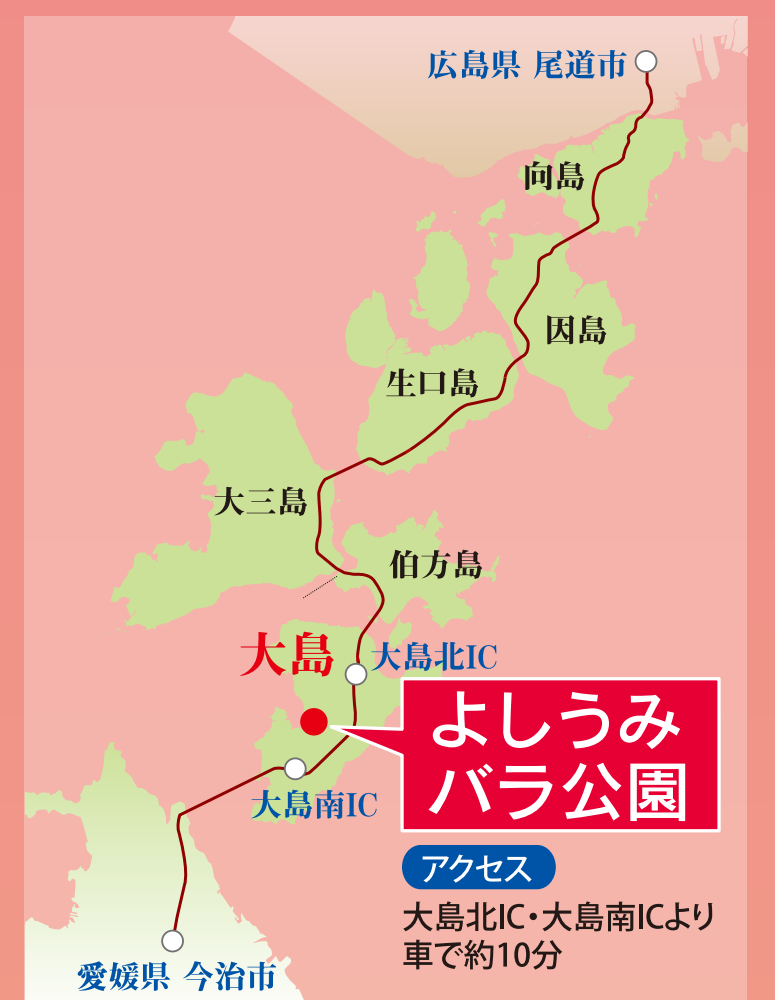 広島県 尾道市
向島
因島
生口島
大三島
伯方島
大島
大島北IC
よしうみ
バラ公園
大島南IC
アクセス
大島北IC・大島南ICより
車で約10分
愛媛県 今治市